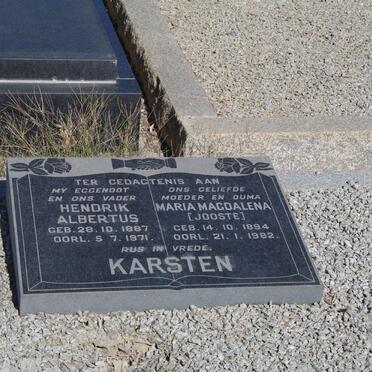 TER GEDAGTENIS AAN
MY EGGENOOT
EN ONS VADER
HENDRIK
ALBERTUS
GEB. 28. 10. 1887
OORL. 5. 7. 1971.
ONS GELIEFDE
MOEDER EN OUMA
MARIA MAGDALENA
[JOOSTE]
GEB. 14. 10. 1894
OORL. 21. 1. 1982.
RUS IN VREDE.
KARSTEN